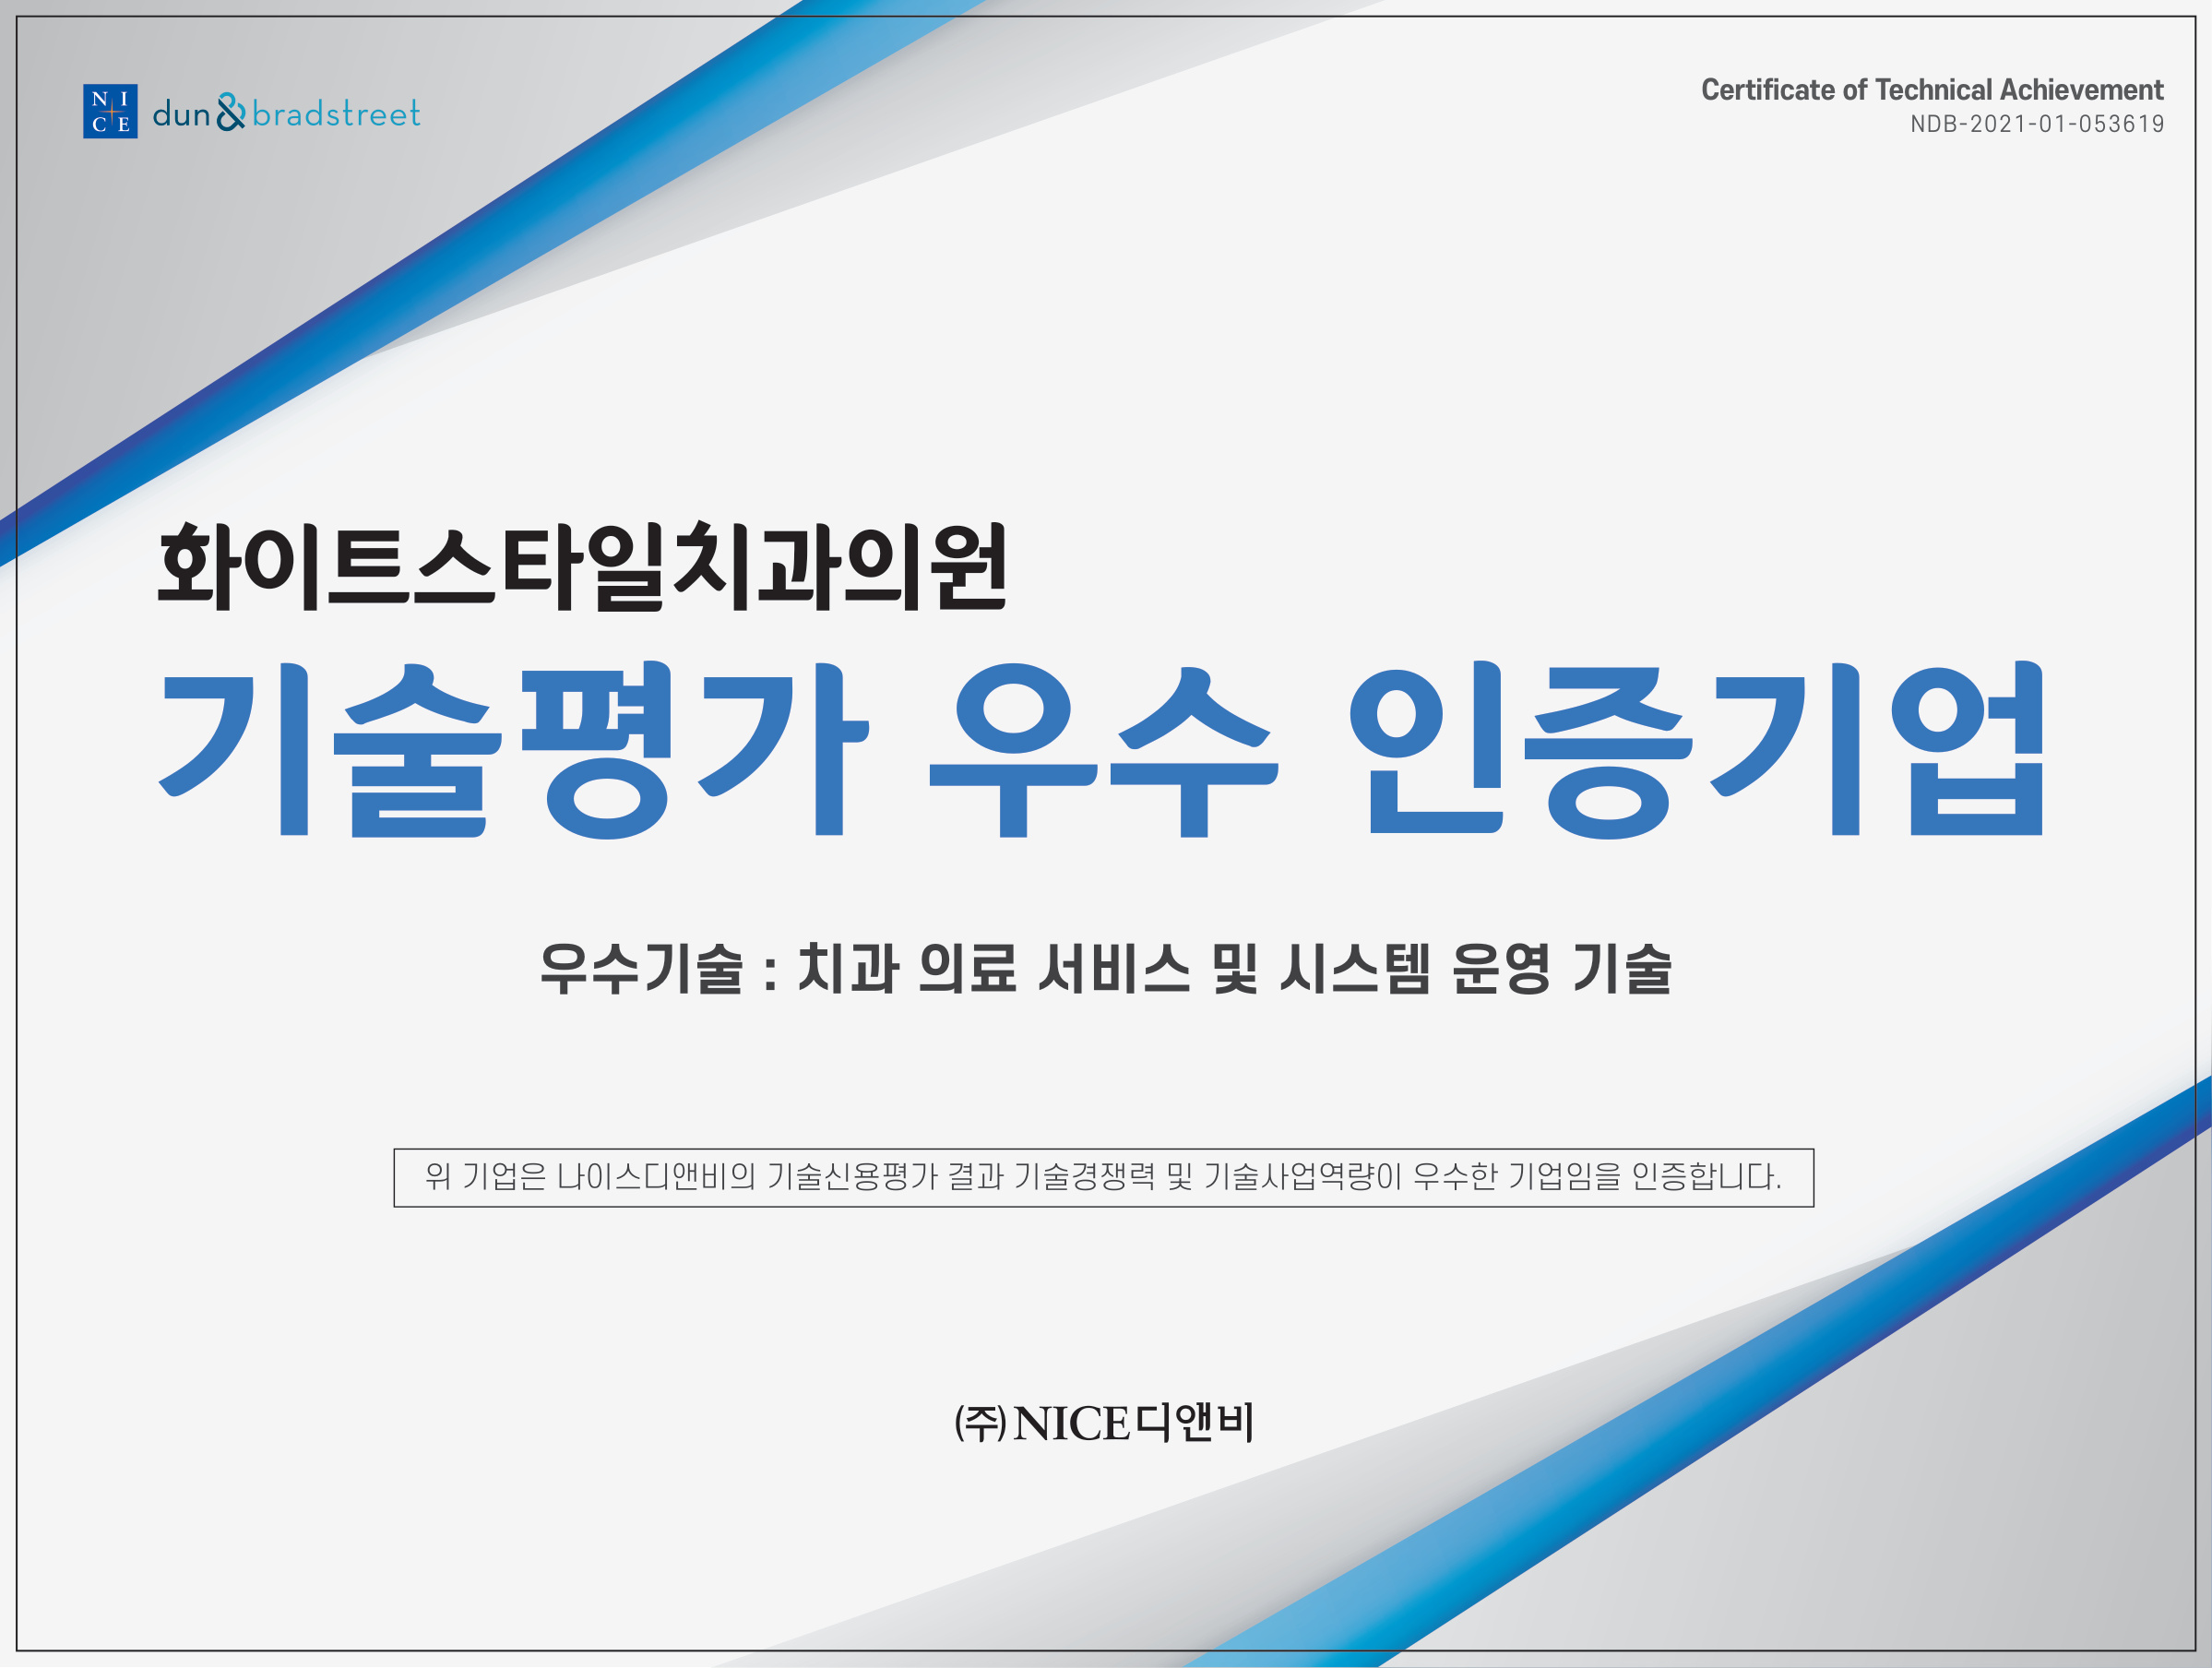 NICE dun & bradstreet
Certificate of Technical Achievement
NDB-2021-01-053619
화이트스타일치과의원
기술평가 우수 인증기업
우수기술 : 치과 의료 서비스 및 시스템 운영 기술
위 기업은 나이스디앤비의 기술신용평가 결과 기술경쟁력 및 기술사업역량이 우수한 기업임을 인증합니다.
(주)NICE디앤비